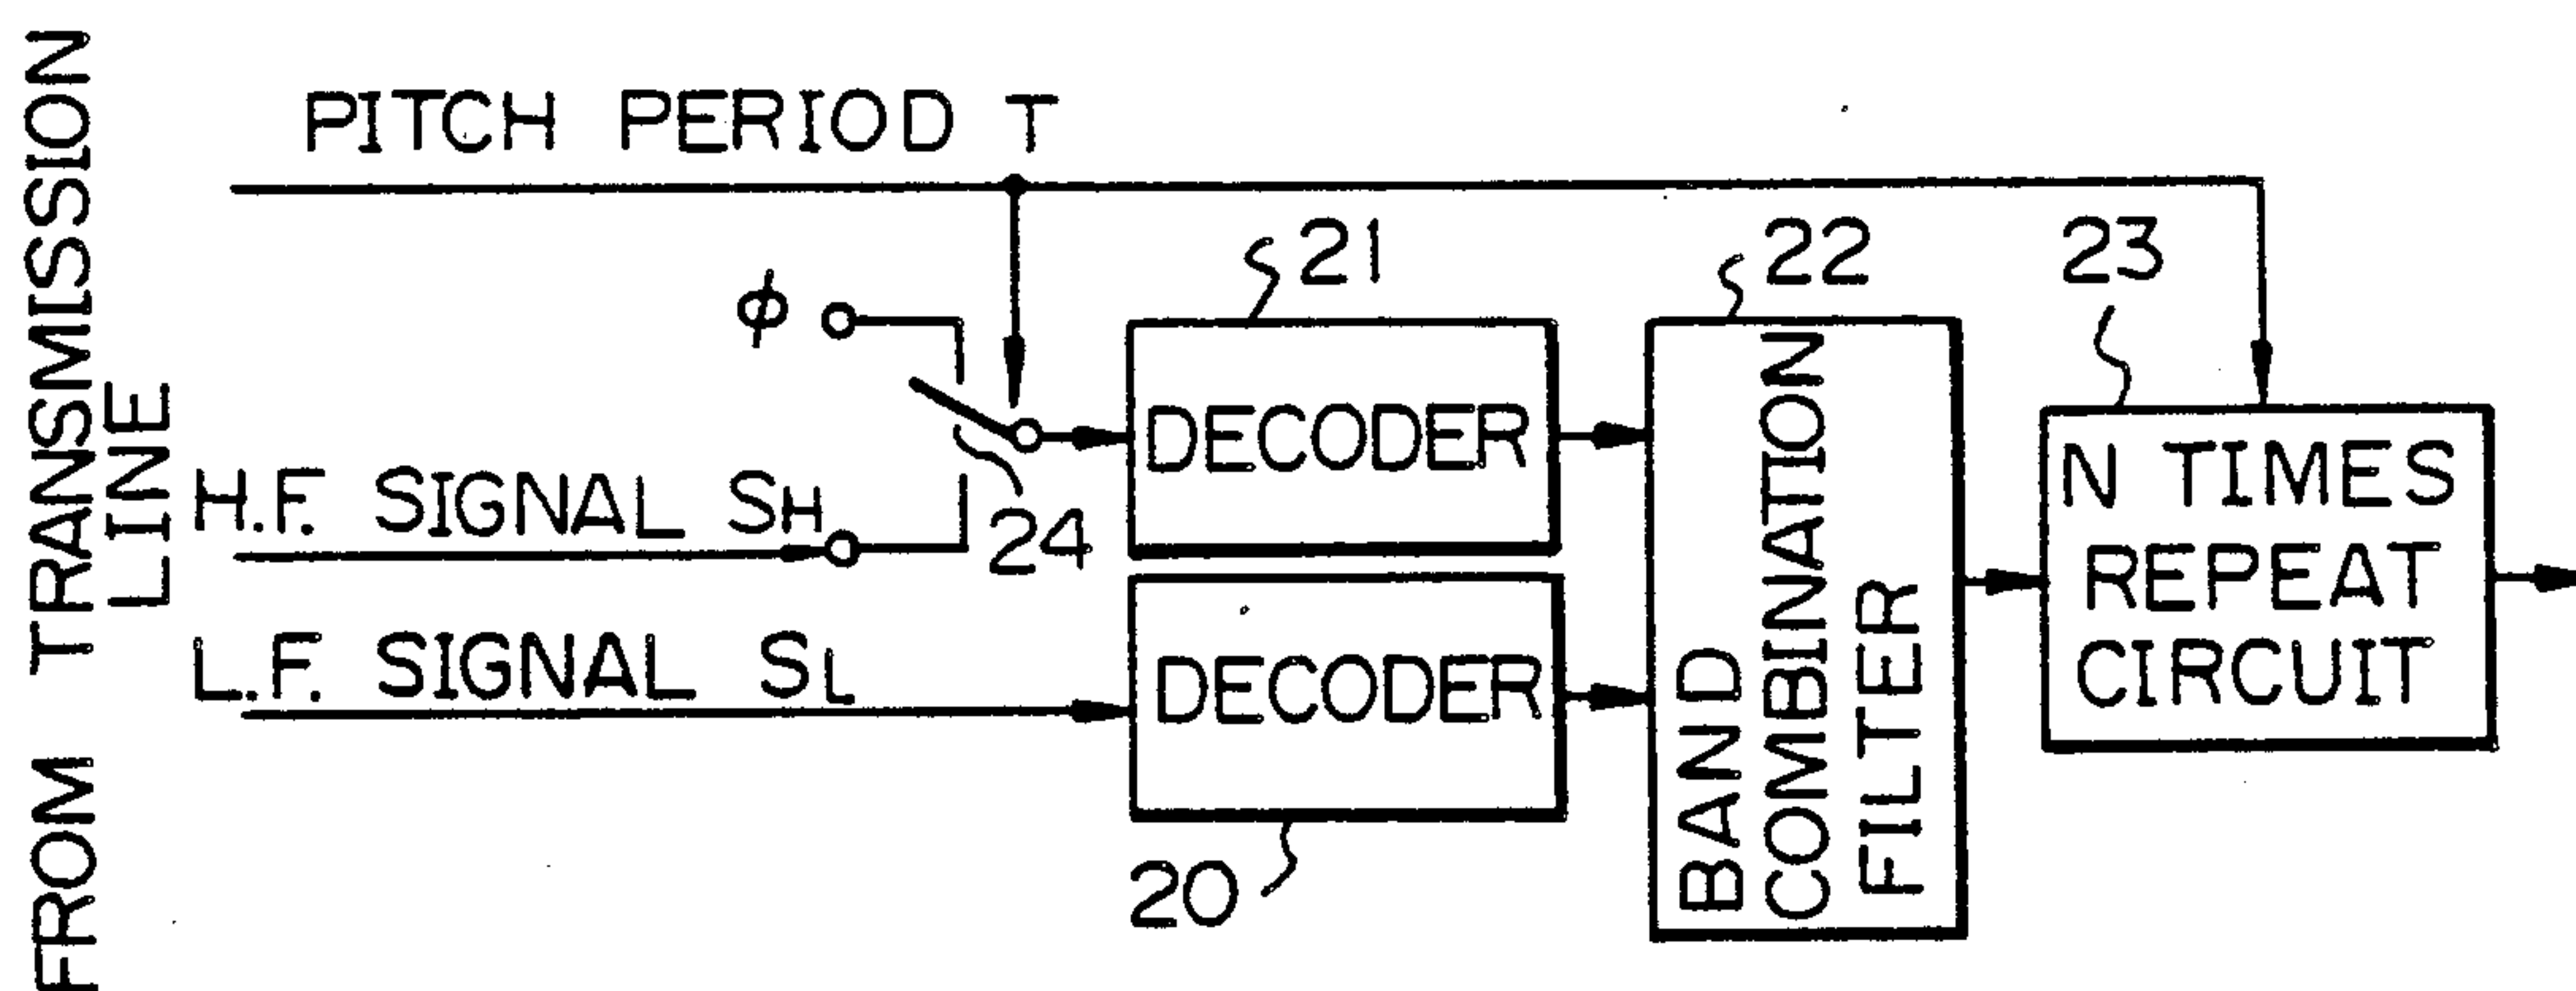 FROM TRANSMISSION
LINE
PITCH PERIOD T
ϕ
21
22
23
DECODER
H.F. SIGNAL SH
24
L.F. SIGNAL SL
DECODER
20
BAND
COMBINATION
FILTER
N TIMES
REPEAT
CIRCUIT